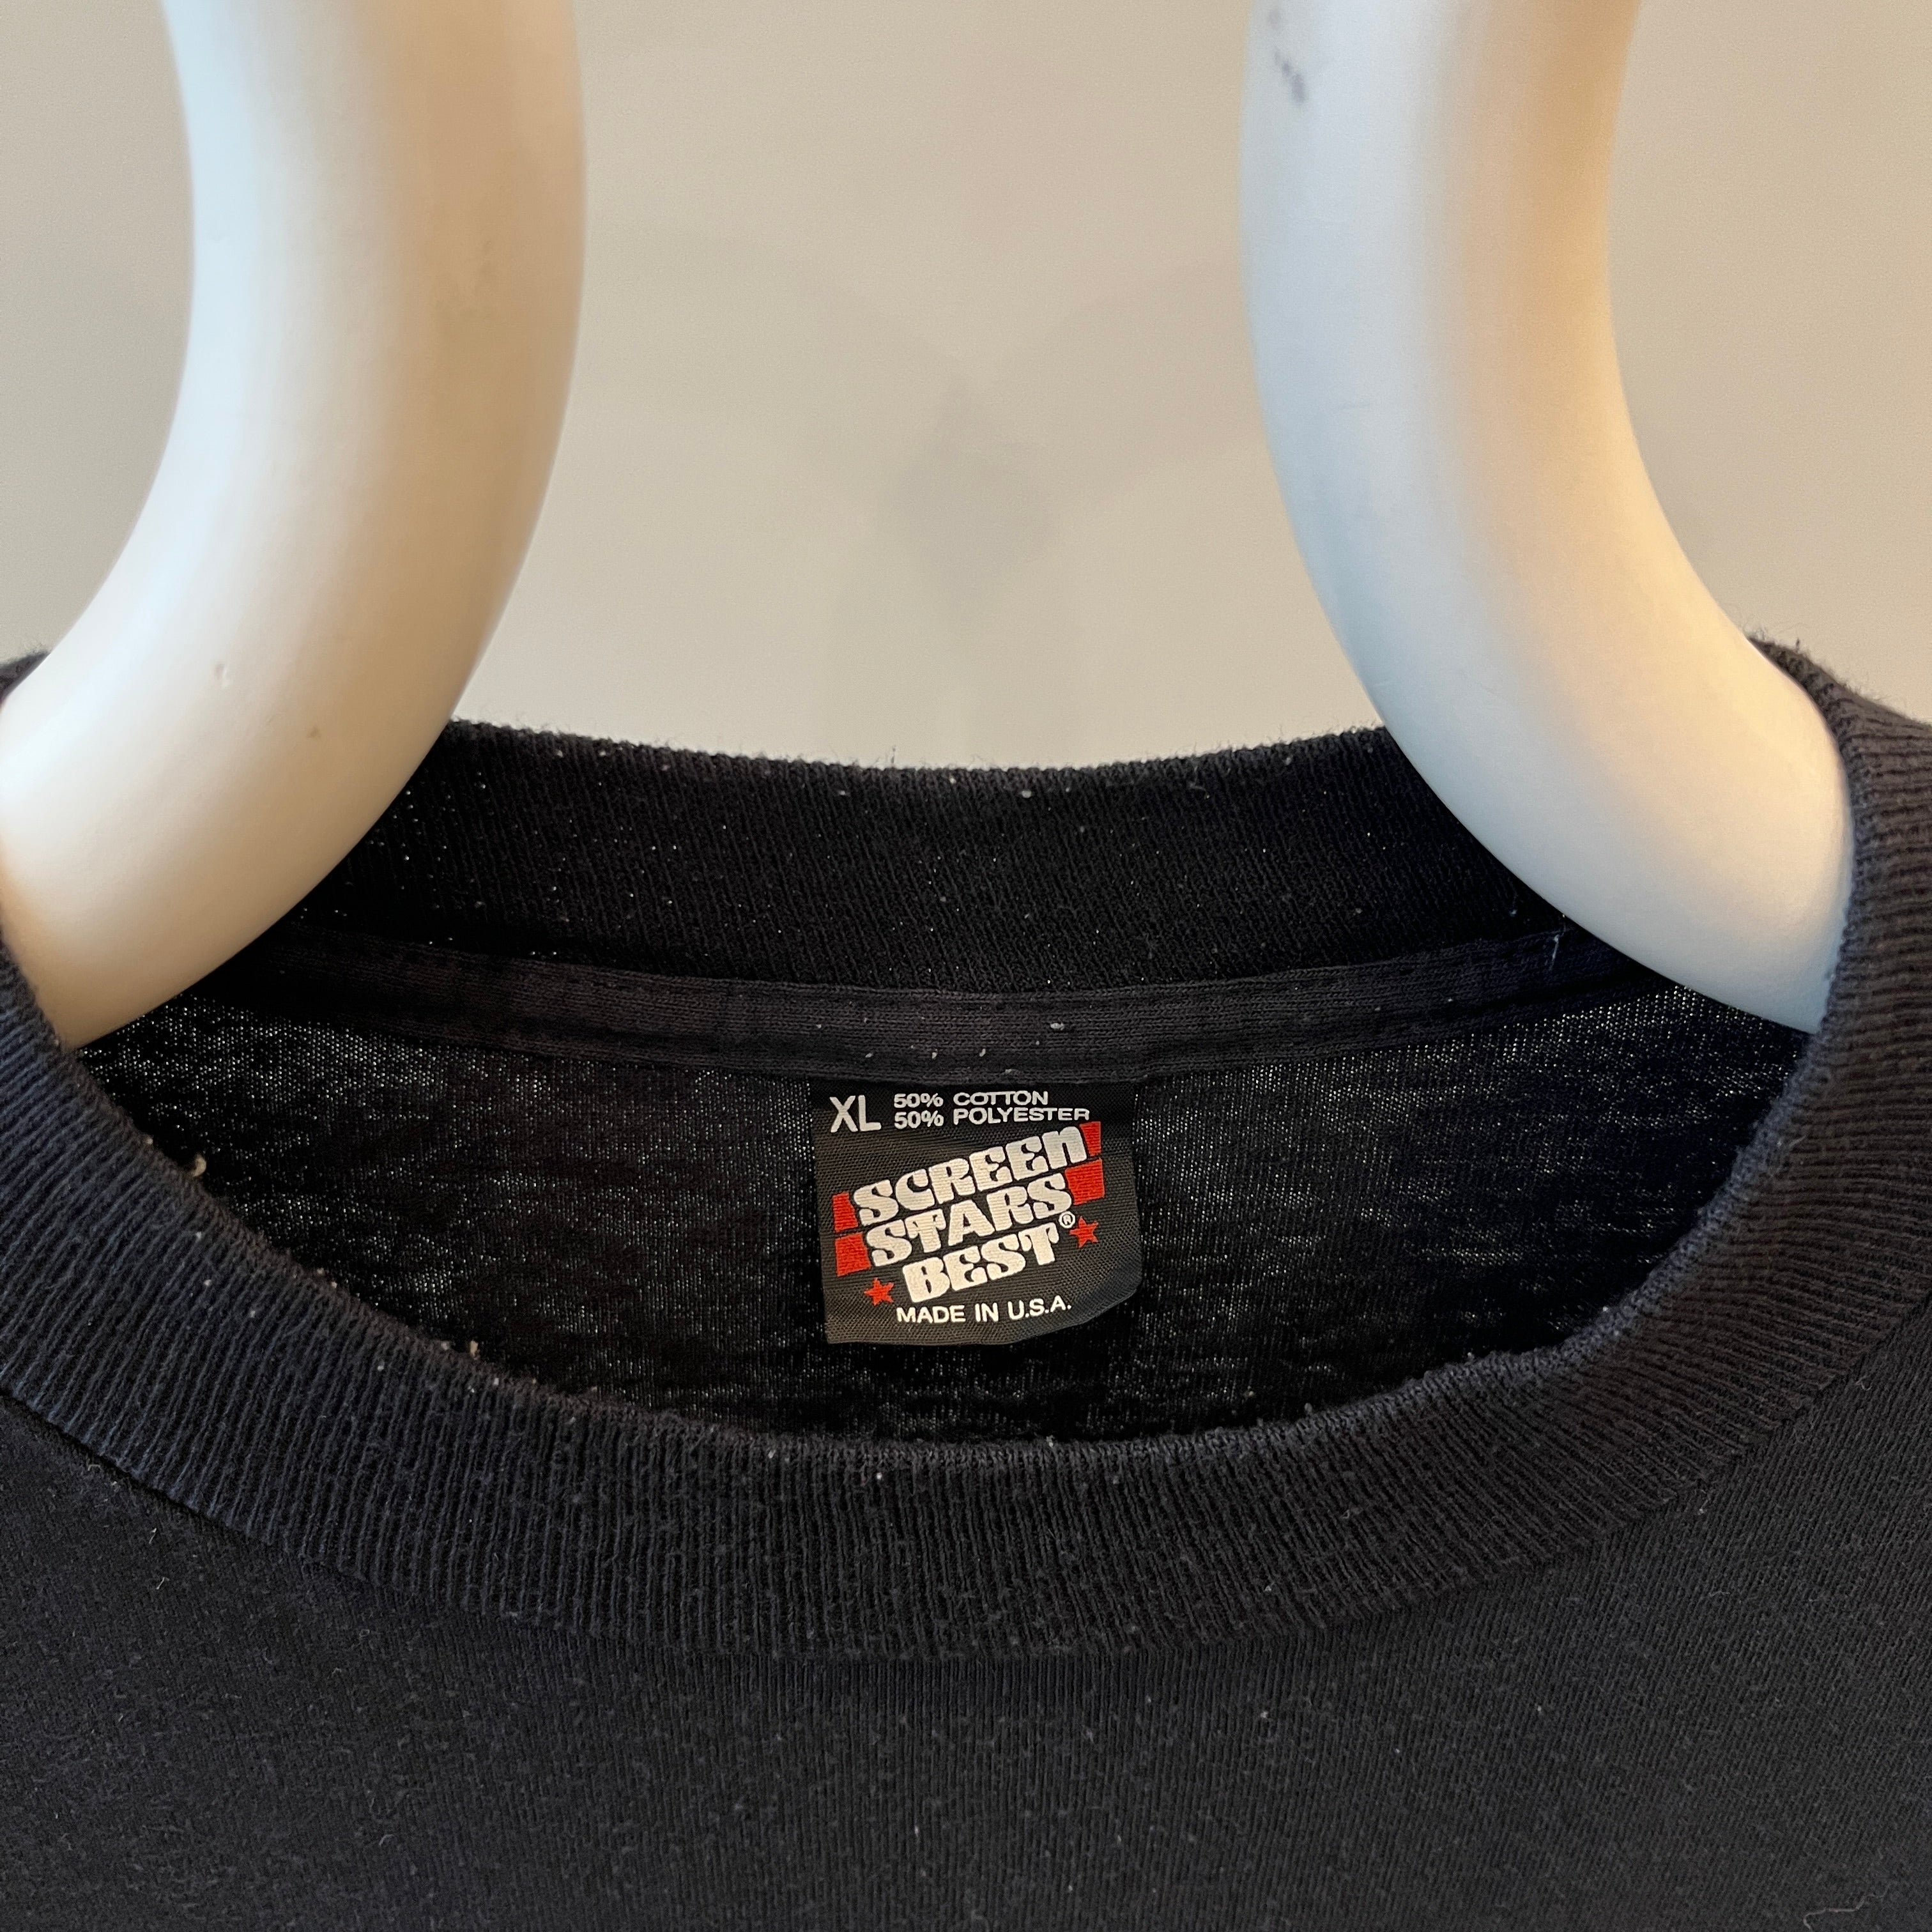 XL 50% COTTON
50% POLYESTER
SCREEN
STARS
BEST®
MADE IN U.S.A.